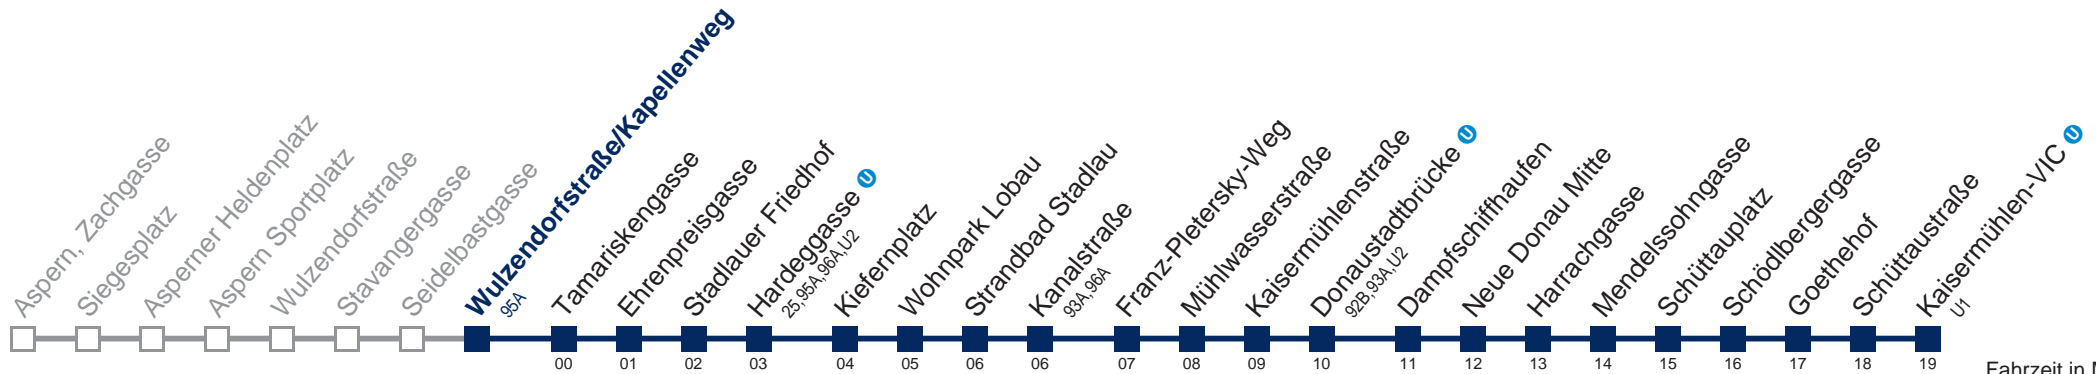 Aspern, Zachgasse
Siegesplatz
Asperner Heldenplatz
Aspern Sportplatz
Wulzendorfstraße
Stavangergasse
Seidelbastgasse
Wulzendorfstraße/Kapellenweg
95A
Tamariskengasse
Ehrenpreisgasse
Stadlauer Friedhof
Hardeggasse U
25,95A,96A,U2
Kiefernplatz
Wohnpark Lobau
Strandbad Stadlau
Kanalstraße
93A,96A
Franz-Pletersky-Weg
Mühlwasserstraße
Kaisermühlenstraße
Donaustadtbrücke U
92B,93A,U2
Dampfschiffhaufen
Neue Donau Mitte
Harrachgasse
Mendelssohngasse
Schüttauplatz
Schödlbergergasse
Goethehof
Schüttaustraße
Kaisermühlen-VIC U
U1
00 01 02 03 04 05 06 06 07 08 09 10 11 12 13 14 15 16 17 18 19
Fahrzeit in